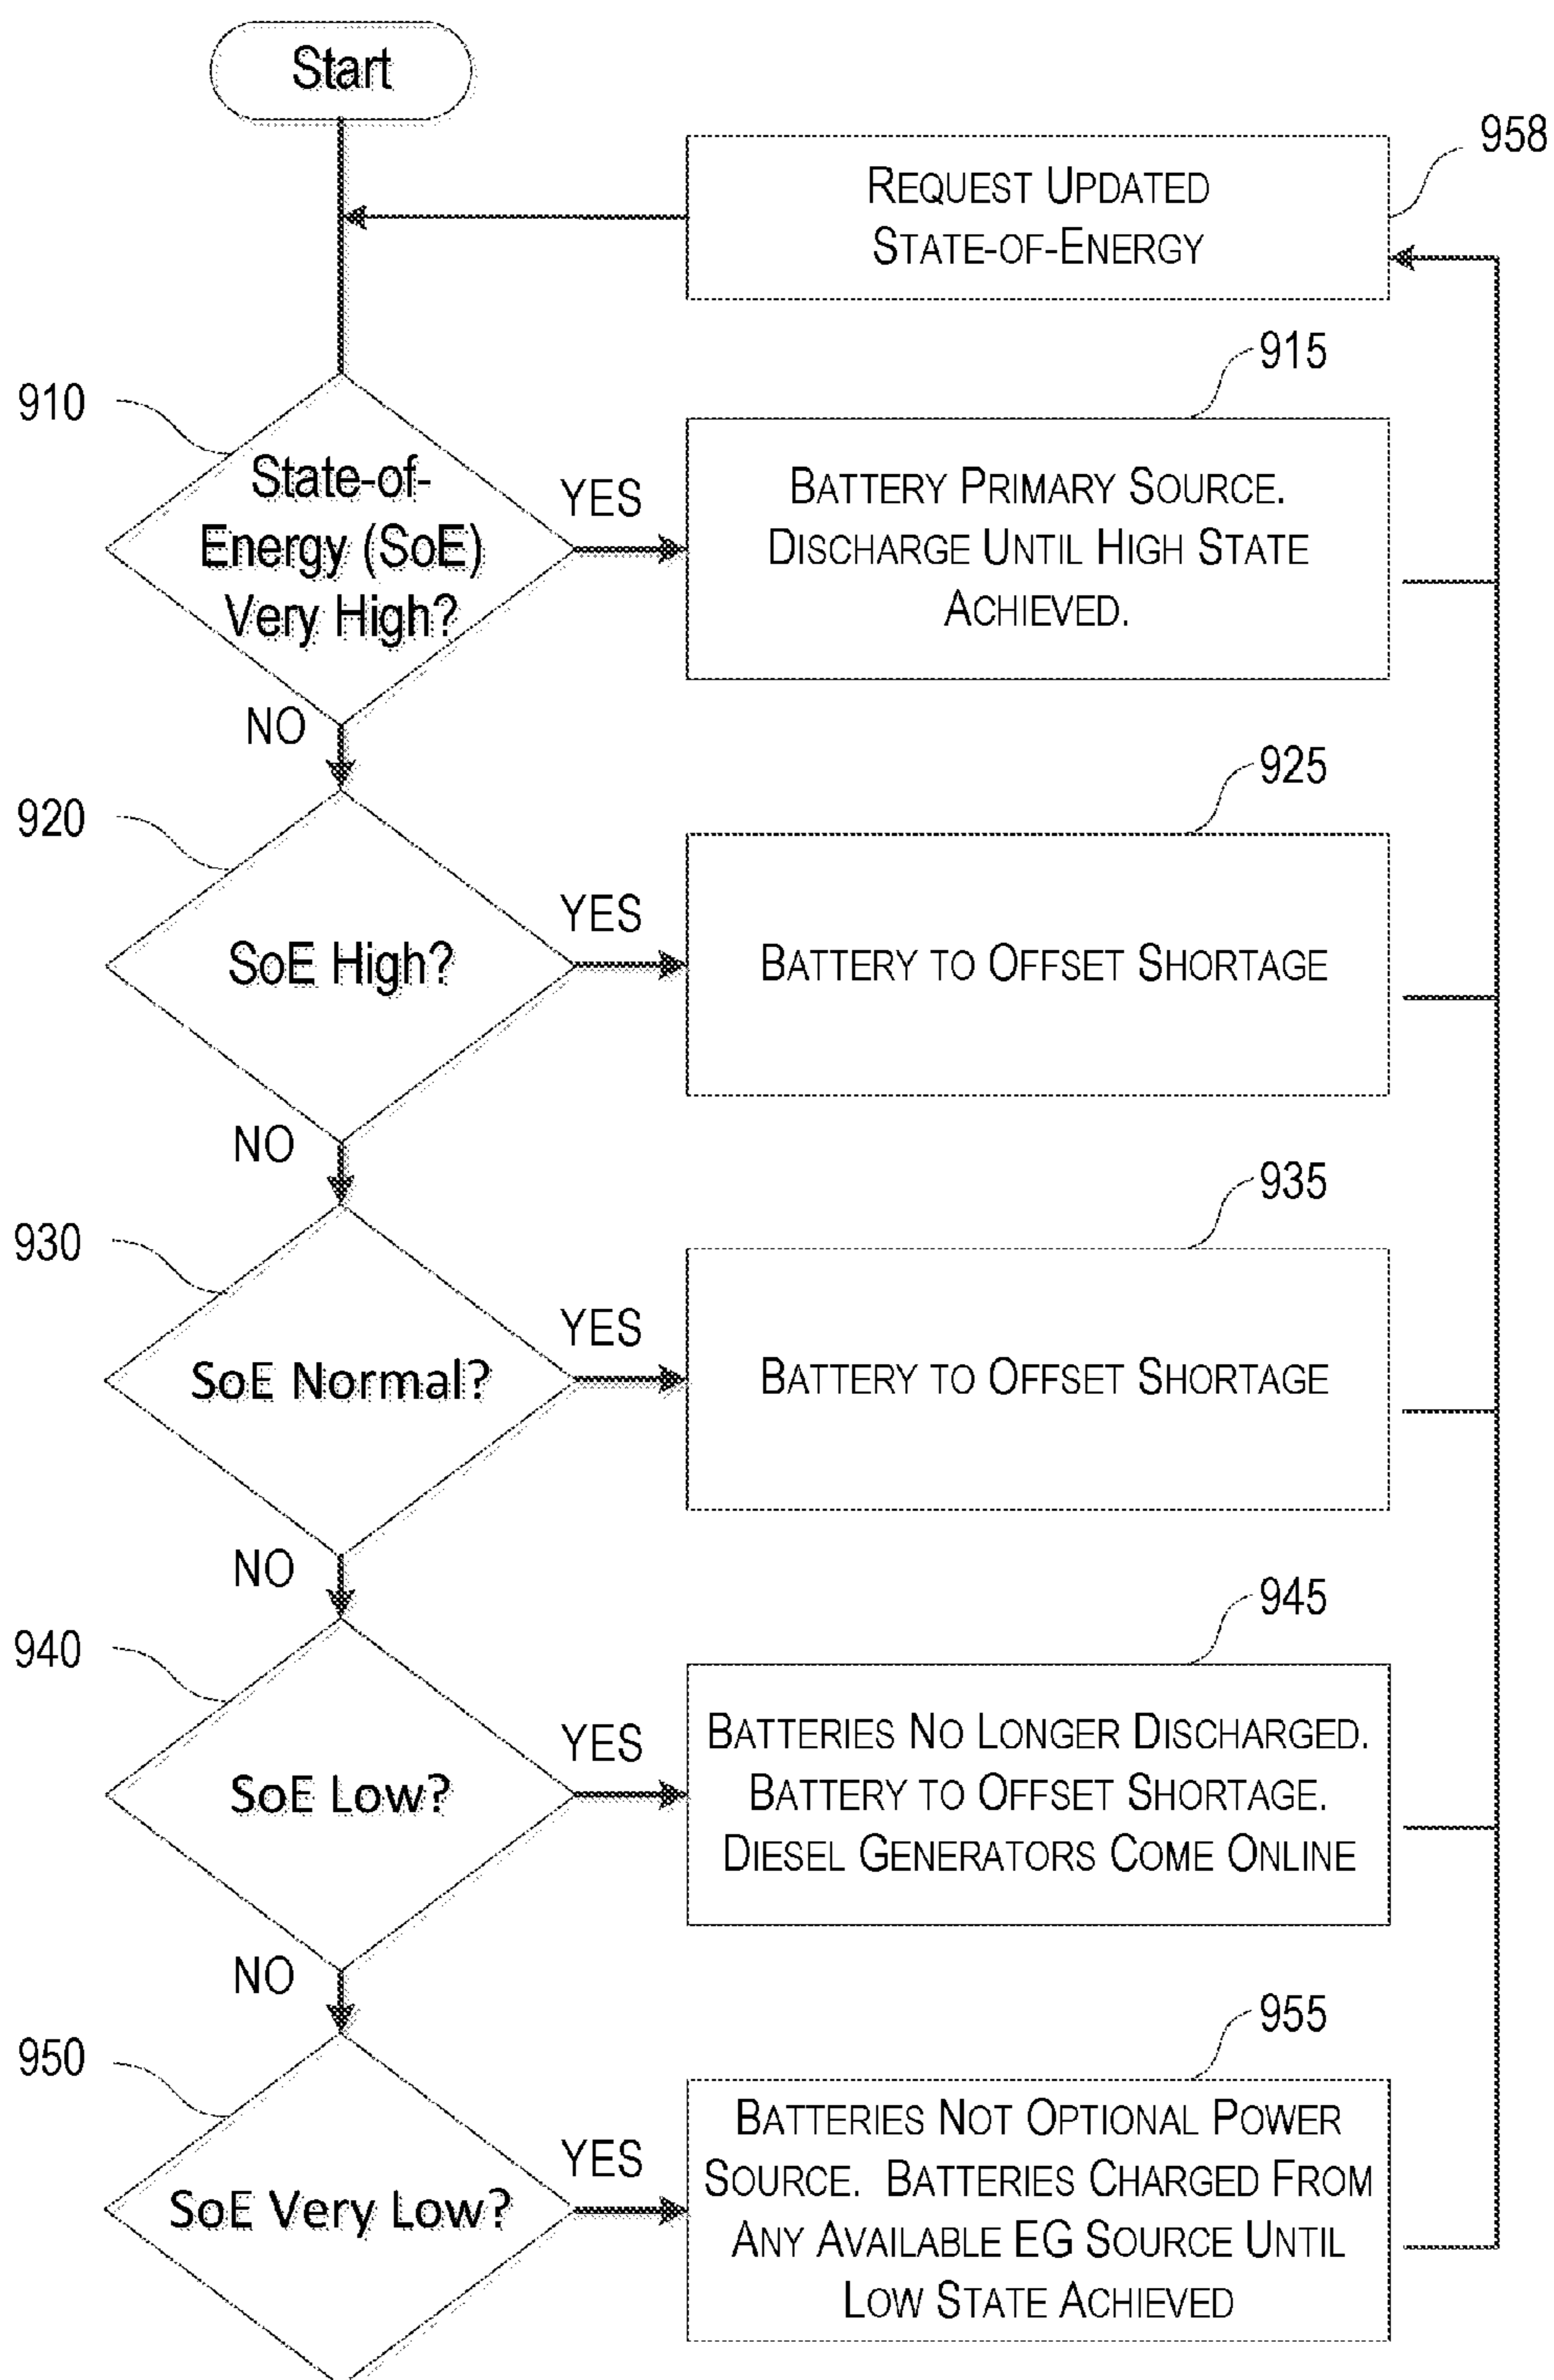 Start
958
REQUEST UPDATED
STATE-OF-ENERGY
915
910
State-of-
Energy (SoE)
Very High?
YES
BATTERY PRIMARY SOURCE.
DISCHARGE UNTIL HIGH STATE
ACHIEVED.
NO
925
920
SoE High?
YES
BATTERY TO OFFSET SHORTAGE
NO
935
930
SoE Normal?
YES
BATTERY TO OFFSET SHORTAGE
NO
945
940
SoE Low?
YES
BATTERIES NO LONGER DISCHARGED.
BATTERY TO OFFSET SHORTAGE.
DIESEL GENERATORS COME ONLINE
NO
955
950
SoE Very Low?
YES
BATTERIES NOT OPTIONAL POWER
SOURCE. BATTERIES CHARGED FROM
ANY AVAILABLE EG SOURCE UNTIL
LOW STATE ACHIEVED